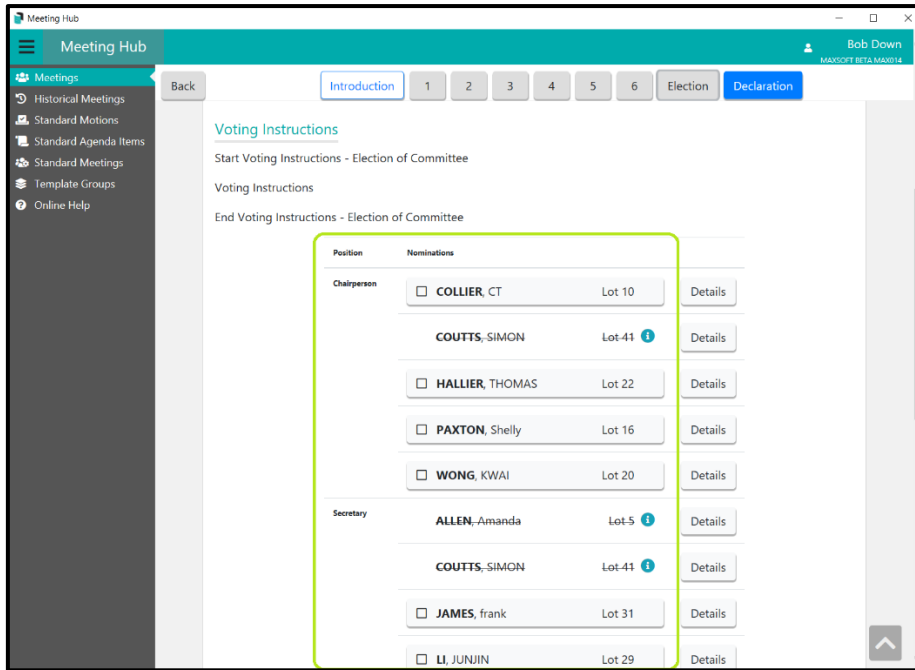 Meeting Hub
Meeting Hub
Bob Down
MAXSOFT BETA MAX014
Meetings
Historical Meetings
Standard Motions
Standard Agenda Items
Standard Meetings
Template Groups
Online Help
Back
Introduction 1 2 3 4 5 6 Election Declaration
Voting Instructions
Start Voting Instructions - Election of Committee
Voting Instructions
End Voting Instructions - Election of Committee
Position Nominations
Chairperson COLLIER, CT Lot 10 Details
COUTTS, SIMON Lot 41 Details
HALLIER, THOMAS Lot 22 Details
PAXTON, Shelly Lot 16 Details
WONG, KWAI Lot 20 Details
Secretary ALLEN, Amanda Lot 5 Details
COUTTS, SIMON Lot 41 Details
JAMES, frank Lot 31 Details
LI, JUNJIN Lot 29 Details